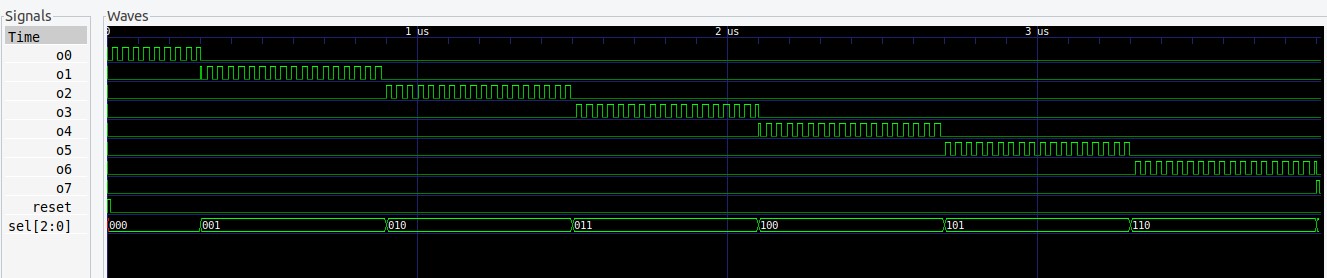 Signals
Waves
Time
0 1 us 2 us 3 us
o0
o1
o2
o3
o4
o5
o6
o7
reset
sel[2:0] 000 001 010 011 100 101 110